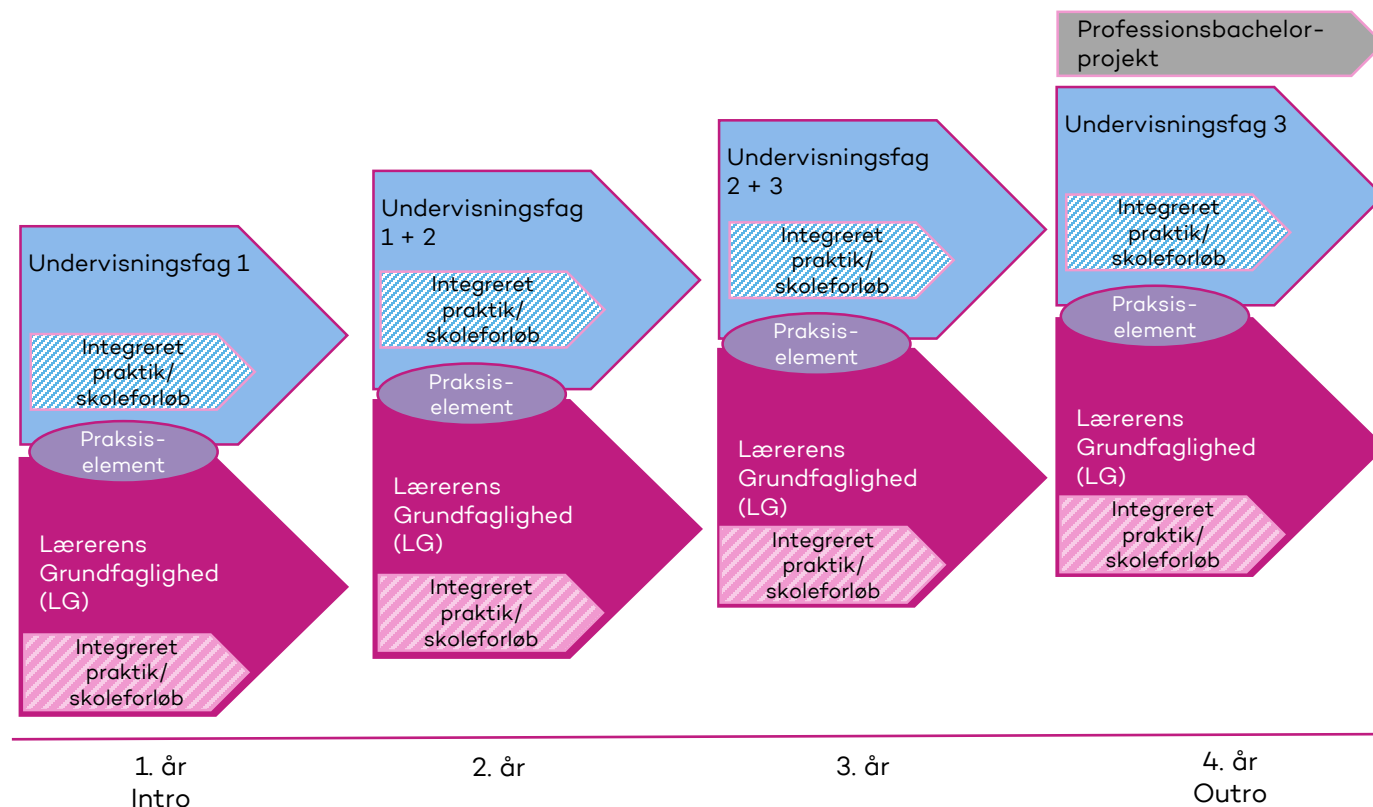 Undervisningsfag 1
Integreret
praktik/
skoleforløb
Praksis-
element
Lærerens
Grundfaglighed
(LG)
Integreret
praktik/
skoleforløb
1. år
Intro
Undervisningsfag
1 + 2
Integreret
praktik/
skoleforløb
Praksis-
element
Lærerens
Grundfaglighed
(LG)
Integreret
praktik/
skoleforløb
2. år
Undervisningsfag
2 + 3
Integreret
praktik/
skoleforløb
Praksis-
element
Lærerens
Grundfaglighed
(LG)
Integreret
praktik/
skoleforløb
3. år
Professionsbachelor-
projekt
Undervisningsfag 3
Integreret
praktik/
skoleforløb
Praksis-
element
Lærerens
Grundfaglighed
(LG)
Integreret
praktik/
skoleforløb
4. år
Outro